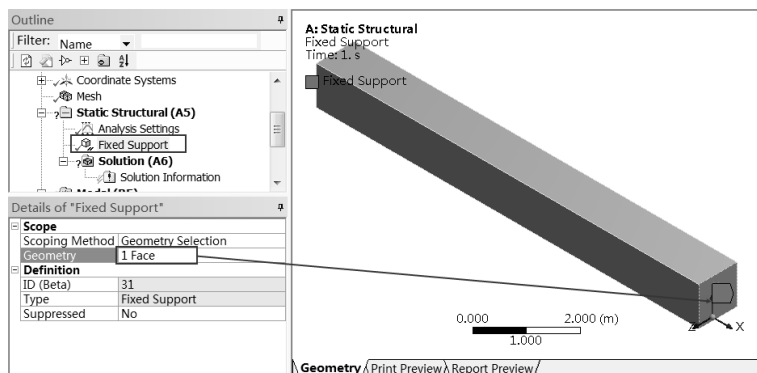 Outline
Filter: Name
Coordinate Systems
Mesh
Static Structural (A5)
Analysis Settings
Fixed Support
Solution (A6)
Solution Information
Details of "Fixed Support"
Scope
Scoping Method Geometry Selection
Geometry 1 Face
Definition
ID (Beta) 31
Type Fixed Support
Suppressed No
A: Static Structural
Fixed Support
Time: 1. s
Fixed Support
0.000 2.000 (m)
1.000
Z X
Geometry Print Preview Report Preview